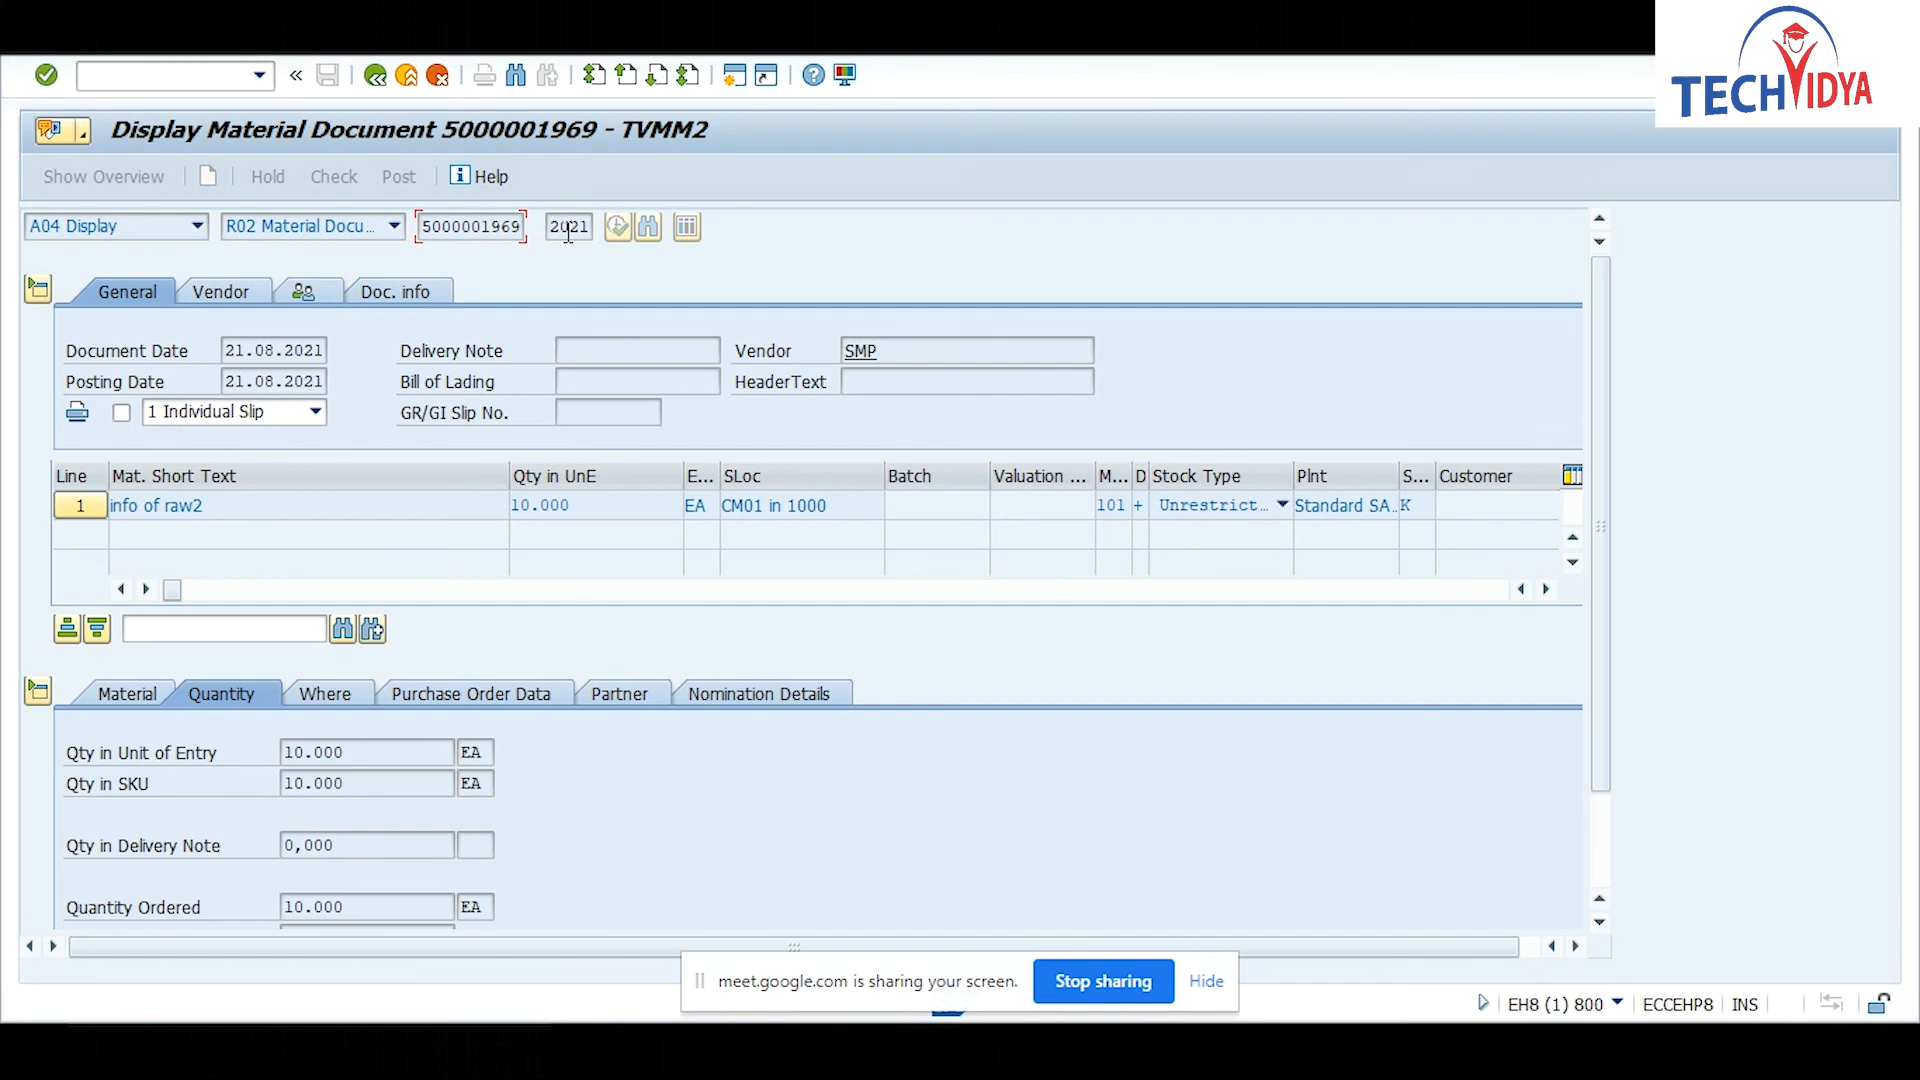 TECHVIDYA
Display Material Document 5000001969 - TVMM2
Show Overview Hold Check Post Help
A04 Display R02 Material Docu... 5000001969 2021
General Vendor Doc. info
Document Date 21.08.2021 Delivery Note Vendor SMP
Posting Date 21.08.2021 Bill of Lading HeaderText
1 Individual Slip GR/GI Slip No.
Line Mat. Short Text Qty in UnE E... SLoc Batch Valuation ... M... D Stock Type Plnt S... Customer
1 info of raw2 10.000 EA CM01 in 1000 101 + Unrestrict... Standard SA.. K
Material Quantity Where Purchase Order Data Partner Nomination Details
Qty in Unit of Entry 10.000 EA
Qty in SKU 10.000 EA
Qty in Delivery Note 0,000
Quantity Ordered 10.000 EA
meet.google.com is sharing your screen. Stop sharing Hide
EH8 (1) 800 ECCEHP8 INS